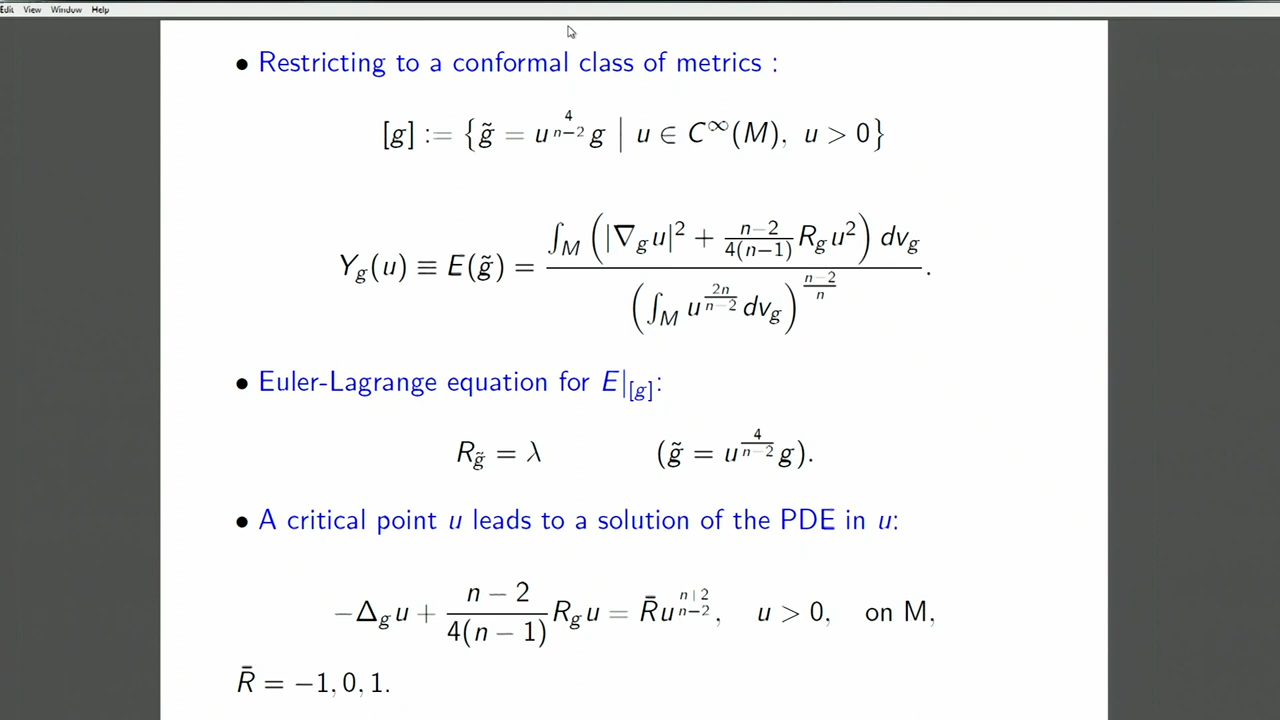 Edit View Window Help
• Restricting to a conformal class of metrics :
[g] := {g̃ = u^{4/(n−2)} g | u ∈ C^∞(M), u > 0}
Y_g(u) ≡ E(g̃) = ∫_M (|∇_g u|² + (n−2)/(4(n−1)) R_g u²) dv_g / (∫_M u^{2n/(n−2)} dv_g)^{(n−2)/n}.
• Euler-Lagrange equation for E|_{[g]}:
R_g̃ = λ (g̃ = u^{4/(n−2)} g).
• A critical point u leads to a solution of the PDE in u:
−Δ_g u + (n − 2)/(4(n − 1)) R_g u = R̄ u^{(n+2)/(n−2)}, u > 0, on M,
R̄ = −1, 0, 1.